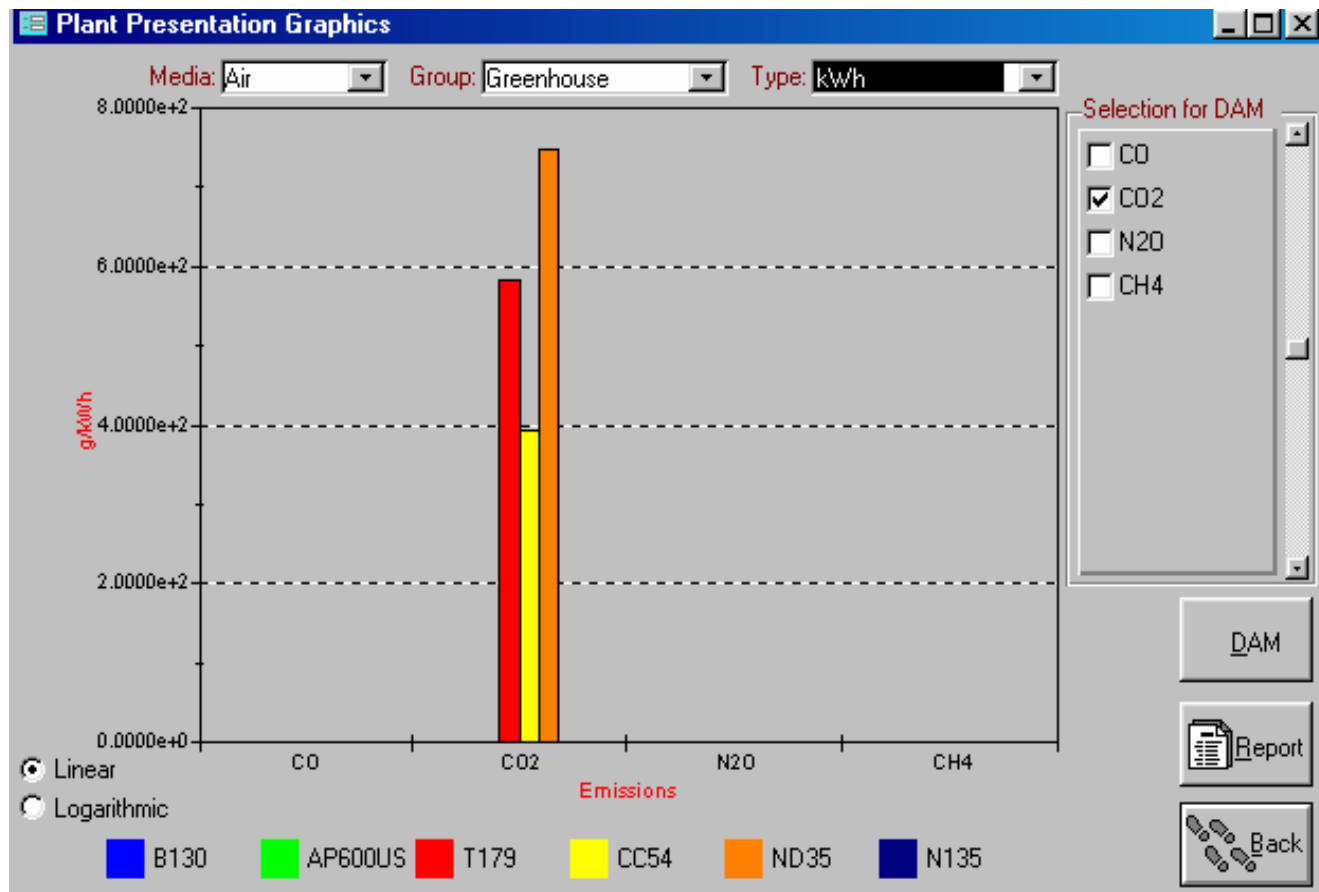 Plant Presentation Graphics
Media: Air Group: Greenhouse Type: kWh
8.0000e+2
6.0000e+2
4.0000e+2
2.0000e+2
0.0000e+0
g/kWh
CO CO2 N2O CH4
Emissions
Selection for DAM
CO
CO2
N2O
CH4
DAM
Report
Back
Linear
Logarithmic
B130 AP600US T179 CC54 ND35 N135